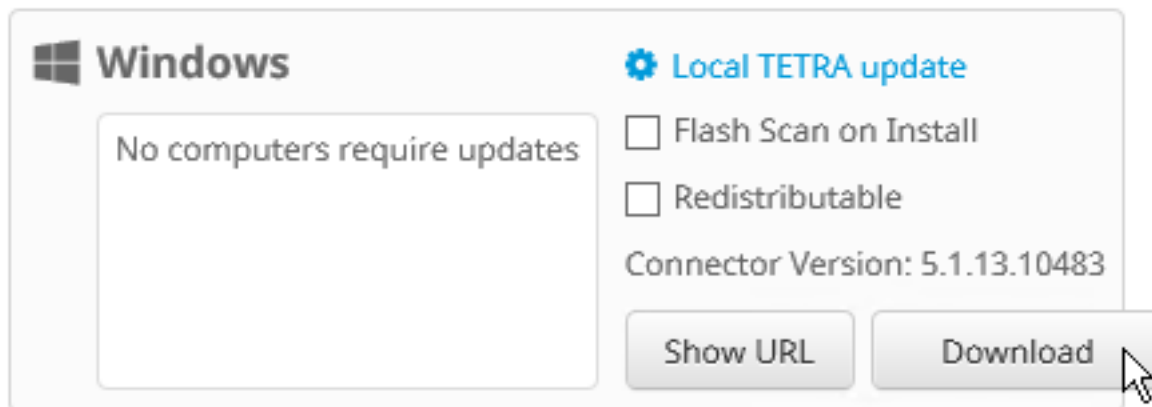 Windows
Local TETRA update
No computers require updates
Flash Scan on Install
Redistributable
Connector Version: 5.1.13.10483
Show URL
Download